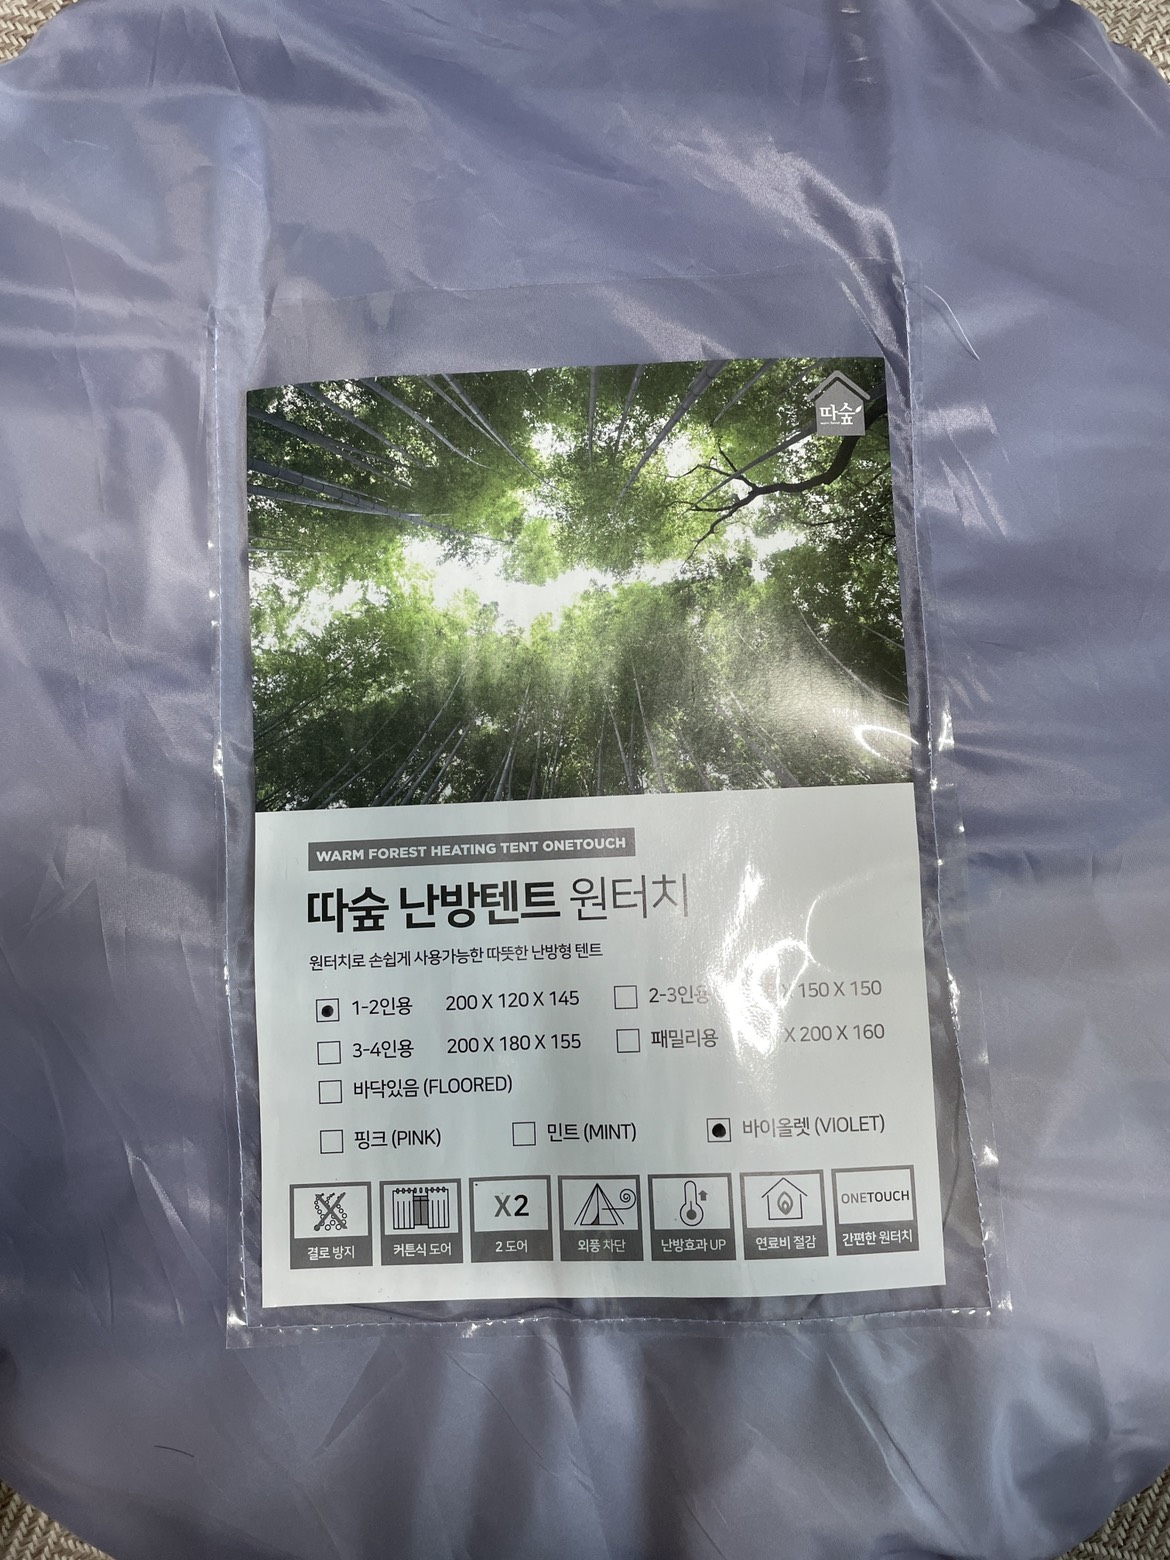 따숲
WARM FOREST HEATING TENT ONETOUCH
따숲 난방텐트 원터치
원터치로 손쉽게 사용가능한 따뜻한 난방형 텐트
1-2인용 200 X 120 X 145 2-3인용 X 150 X 150
3-4인용 200 X 180 X 155 패밀리용 X 200 X 160
바닥있음 (FLOORED)
핑크 (PINK) 민트 (MINT) 바이올렛 (VIOLET)
X2 ONETOUCH
결로 방지 커튼식 도어 2 도어 외풍 차단 난방효과 UP 연료비 절감 간편한 원터치